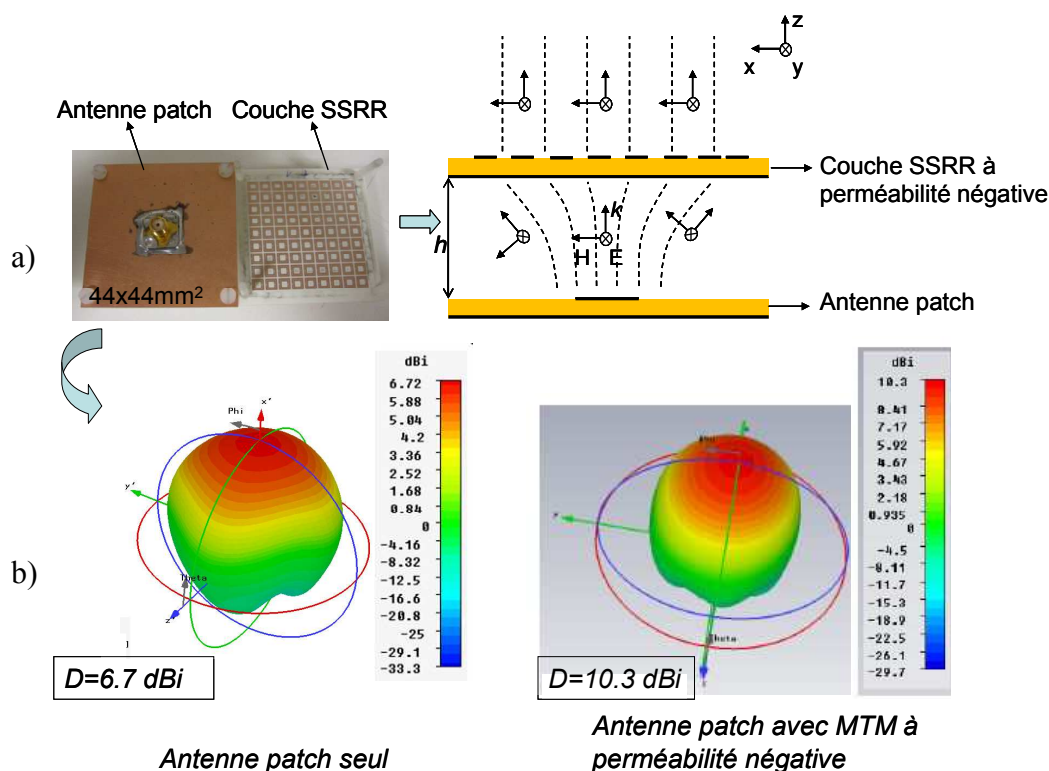 Antenne patch
Couche SSRR
a)
44x44mm²
z
x
y
Couche SSRR à
perméabilité négative
h
k
H
E
Antenne patch
b)
dBi
6.72
5.88
5.04
4.2
3.36
2.52
1.68
0.84
0
-4.16
-8.32
-12.5
-16.6
-20.8
-25
-29.1
-33.3
x'
Phi
y'
Theta
z
D=6.7 dBi
dBi
10.3
8.41
7.17
5.92
4.67
3.43
2.18
0.935
0
-4.5
-8.11
-11.7
-15.3
-18.9
-22.5
-26.1
-29.7
Phi
Theta
D=10.3 dBi
Antenne patch seul
Antenne patch avec MTM à
perméabilité négative